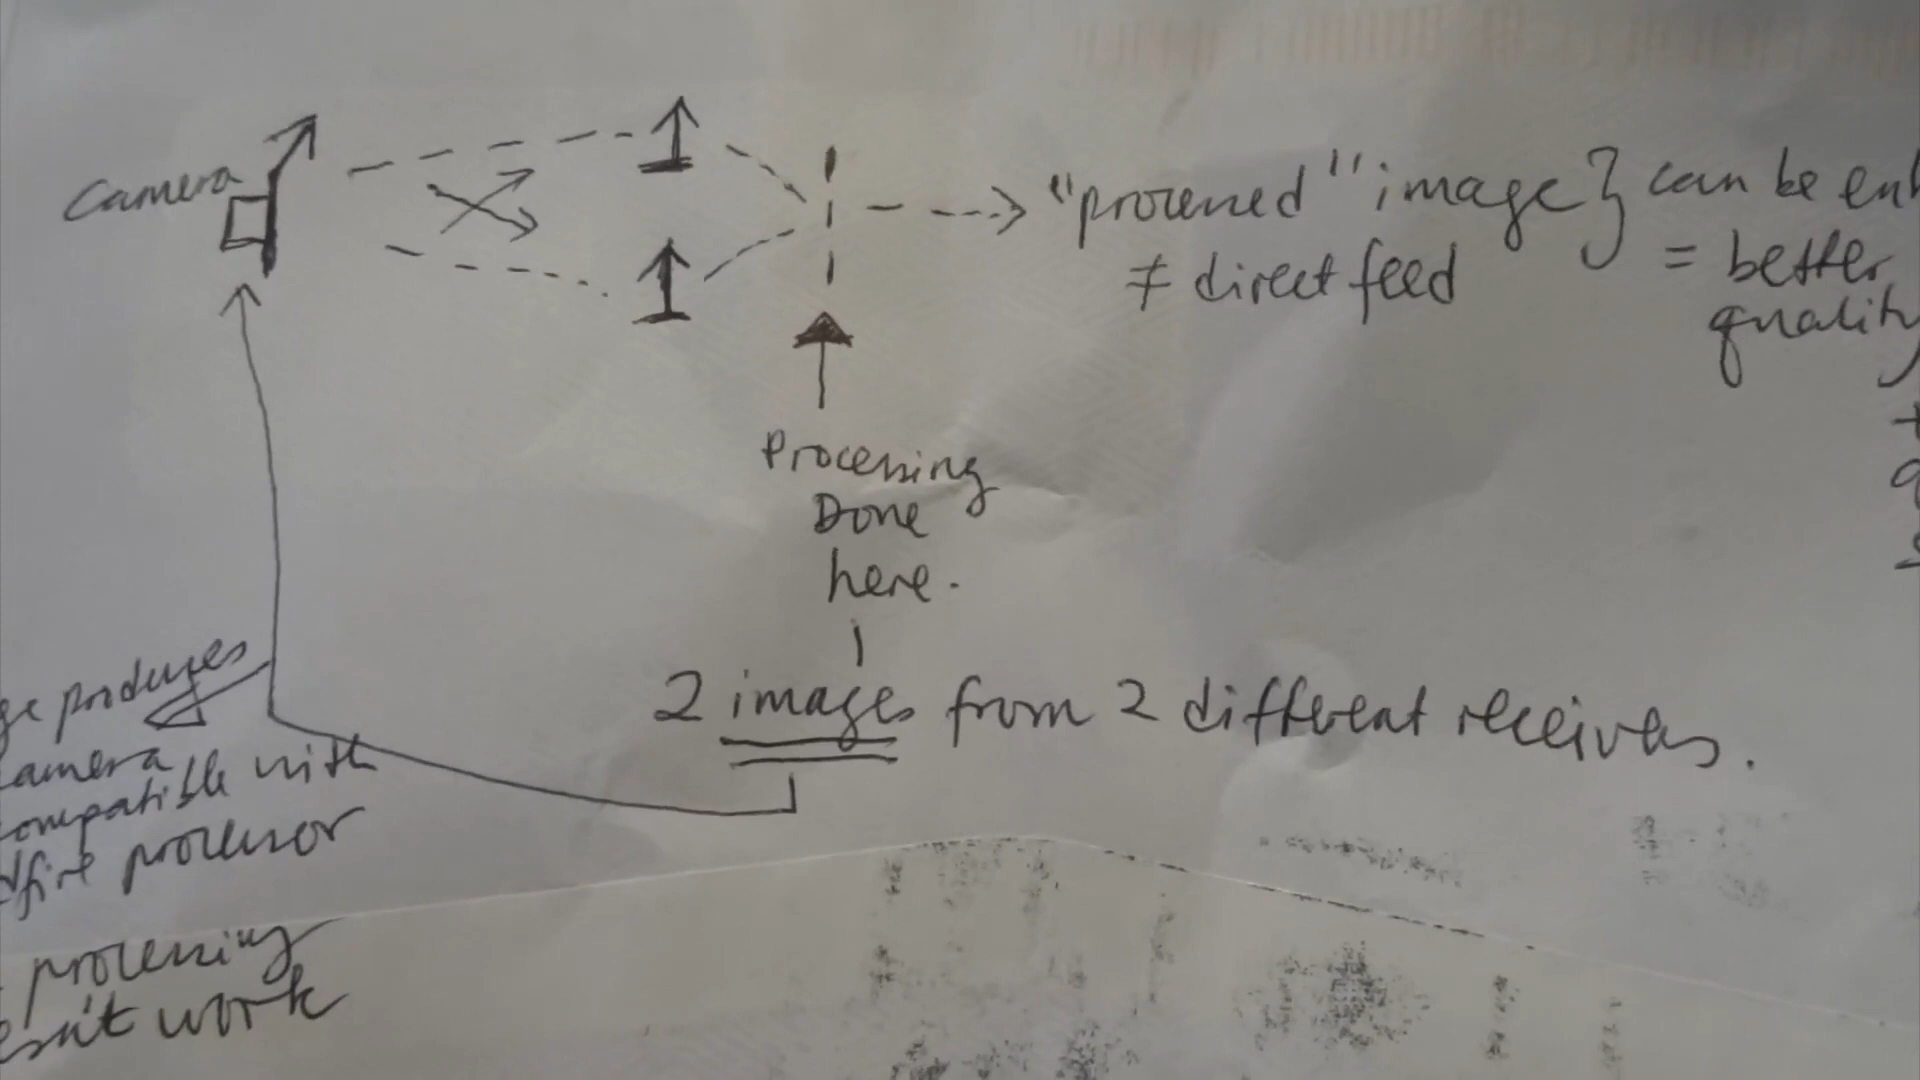 Camera
"processed" image} can be
≠ direct feed
= better
quality
Processing
Done
here.
2 images from 2 different receivers.
produces
camera
compatible with
processor
processing
work